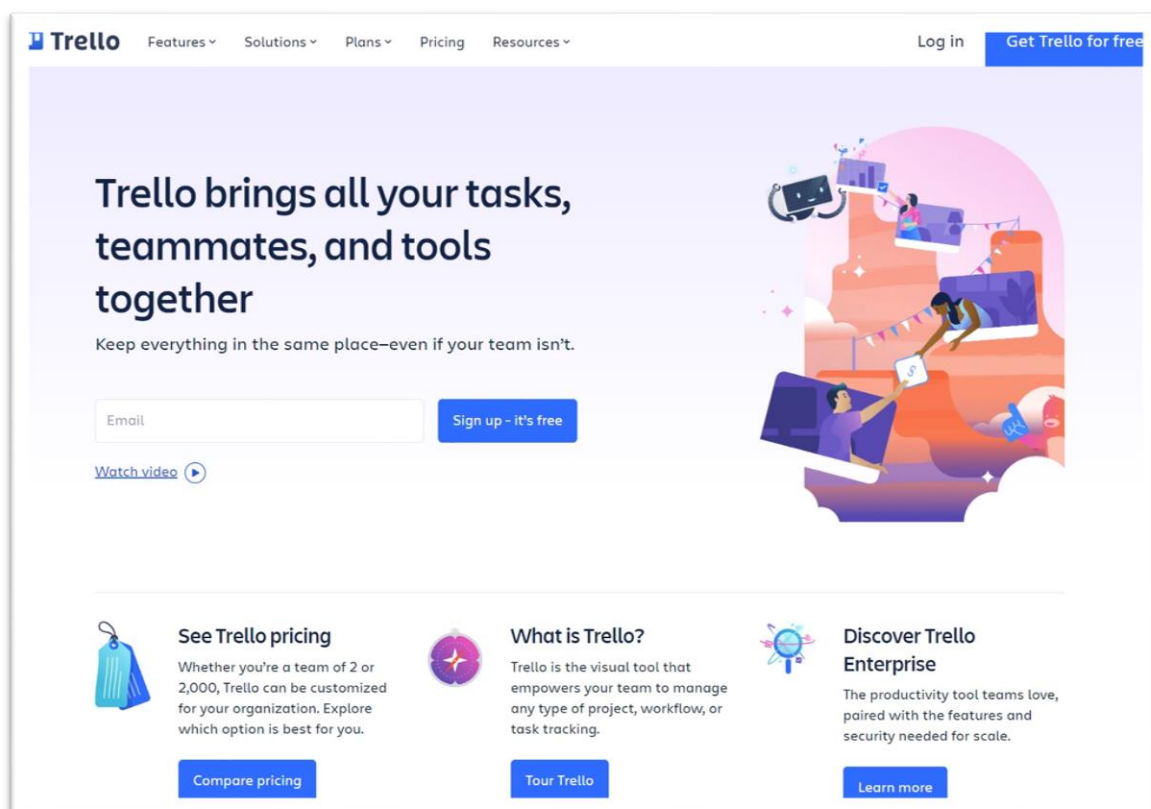 Trello Features Solutions Plans Pricing Resources Log in Get Trello for free
Trello brings all your tasks,
teammates, and tools
together
Keep everything in the same place–even if your team isn't.
Email
Sign up - it's free
Watch video
See Trello pricing
Whether you're a team of 2 or
2,000, Trello can be customized
for your organization. Explore
which option is best for you.
Compare pricing
What is Trello?
Trello is the visual tool that
empowers your team to manage
any type of project, workflow, or
task tracking.
Tour Trello
Discover Trello
Enterprise
The productivity tool teams love,
paired with the features and
security needed for scale.
Learn more